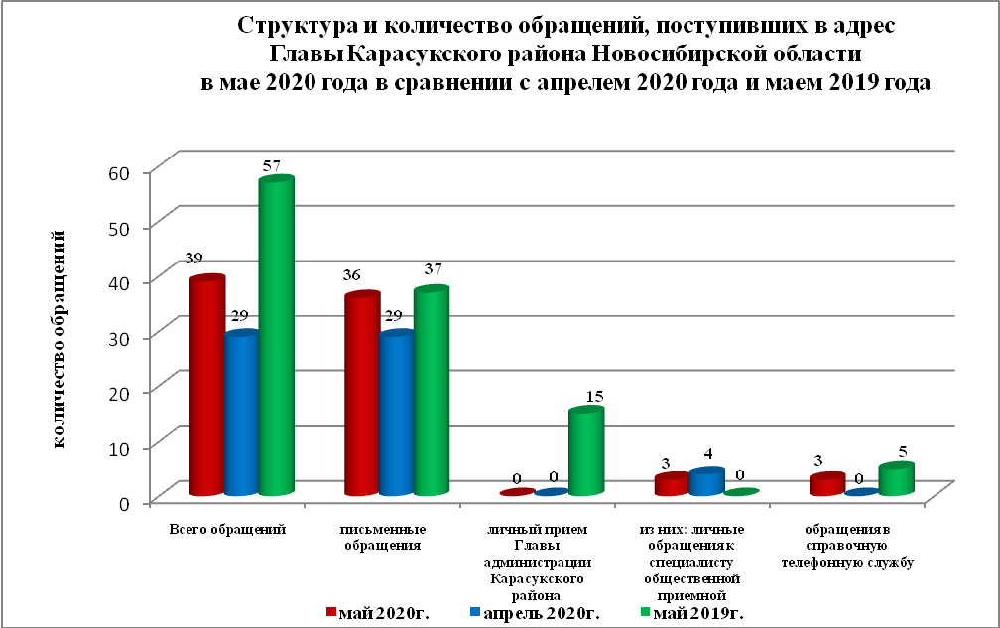 Структура и количество обращений, поступивших в адрес
Главы Карасукского района Новосибирской области
в мае 2020 года в сравнении с апрелем 2020 года и маем 2019 года
количество обращений
60
50
40
30
20
10
0
39
29
57
36
29
37
0
0
15
3
4
0
3
0
5
Всего обращений
письменные
обращения
личный прием
Главы
администрации
Карасукского
района
из них: личные
обращения к
специалисту
общественной
приемной
обращения в
справочную
телефонную службу
май 2020г.
апрель 2020г.
май 2019г.